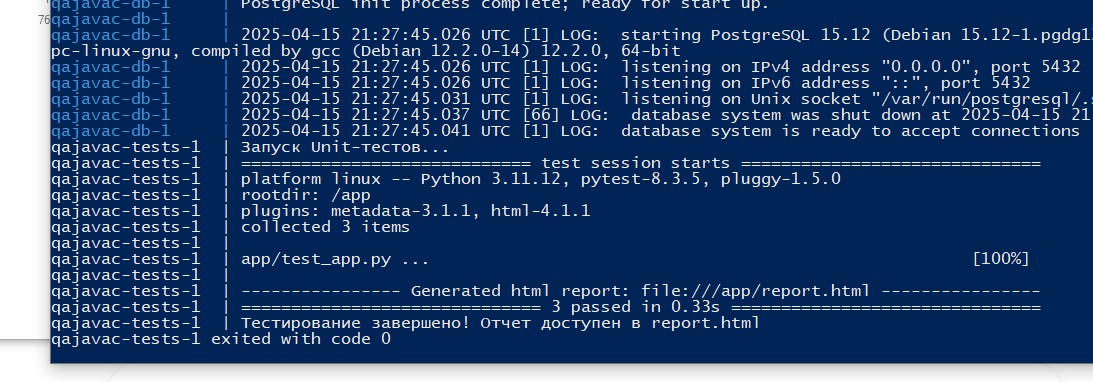 qajavac-db-1 | PostgreSQL init process complete; ready for start up.
76
qajavac-db-1 |
qajavac-db-1 | 2025-04-15 21:27:45.026 UTC [1] LOG: starting PostgreSQL 15.12 (Debian 15.12-1.pgdg1
pc-linux-gnu, compiled by gcc (Debian 12.2.0-14) 12.2.0, 64-bit
qajavac-db-1 | 2025-04-15 21:27:45.026 UTC [1] LOG: listening on IPv4 address "0.0.0.0", port 5432
qajavac-db-1 | 2025-04-15 21:27:45.026 UTC [1] LOG: listening on IPv6 address "::", port 5432
qajavac-db-1 | 2025-04-15 21:27:45.031 UTC [1] LOG: listening on Unix socket "/var/run/postgresql/.
qajavac-db-1 | 2025-04-15 21:27:45.037 UTC [66] LOG: database system was shut down at 2025-04-15 21
qajavac-db-1 | 2025-04-15 21:27:45.041 UTC [1] LOG: database system is ready to accept connections
qajavac-tests-1 | Запуск Unit-тестов...
qajavac-tests-1 | ============================= test session starts ==============================
qajavac-tests-1 | platform linux -- Python 3.11.12, pytest-8.3.5, pluggy-1.5.0
qajavac-tests-1 | rootdir: /app
qajavac-tests-1 | plugins: metadata-3.1.1, html-4.1.1
qajavac-tests-1 | collected 3 items
qajavac-tests-1 |
qajavac-tests-1 | app/test_app.py ... [100%]
qajavac-tests-1 |
qajavac-tests-1 | ---------------- Generated html report: file:///app/report.html ----------------
qajavac-tests-1 | ============================== 3 passed in 0.33s ===============================
qajavac-tests-1 | Тестирование завершено! Отчет доступен в report.html
qajavac-tests-1 exited with code 0